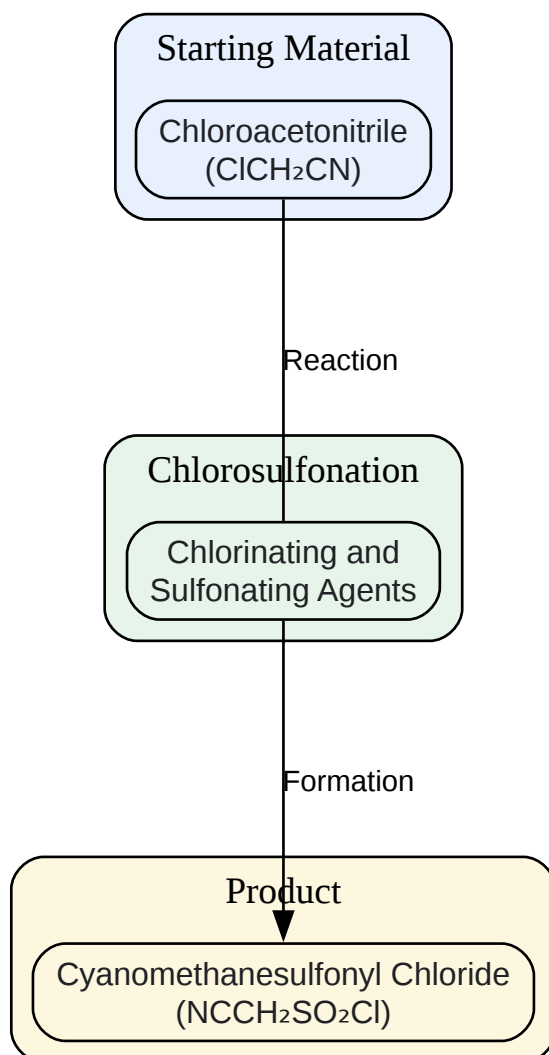 Starting Material
Chloroacetonitrile
(ClCH₂CN)
Reaction
Chlorosulfonation
Chlorinating and
Sulfonating Agents
Formation
Product
Cyanomethanesulfonyl Chloride
(NCCH₂SO₂Cl)